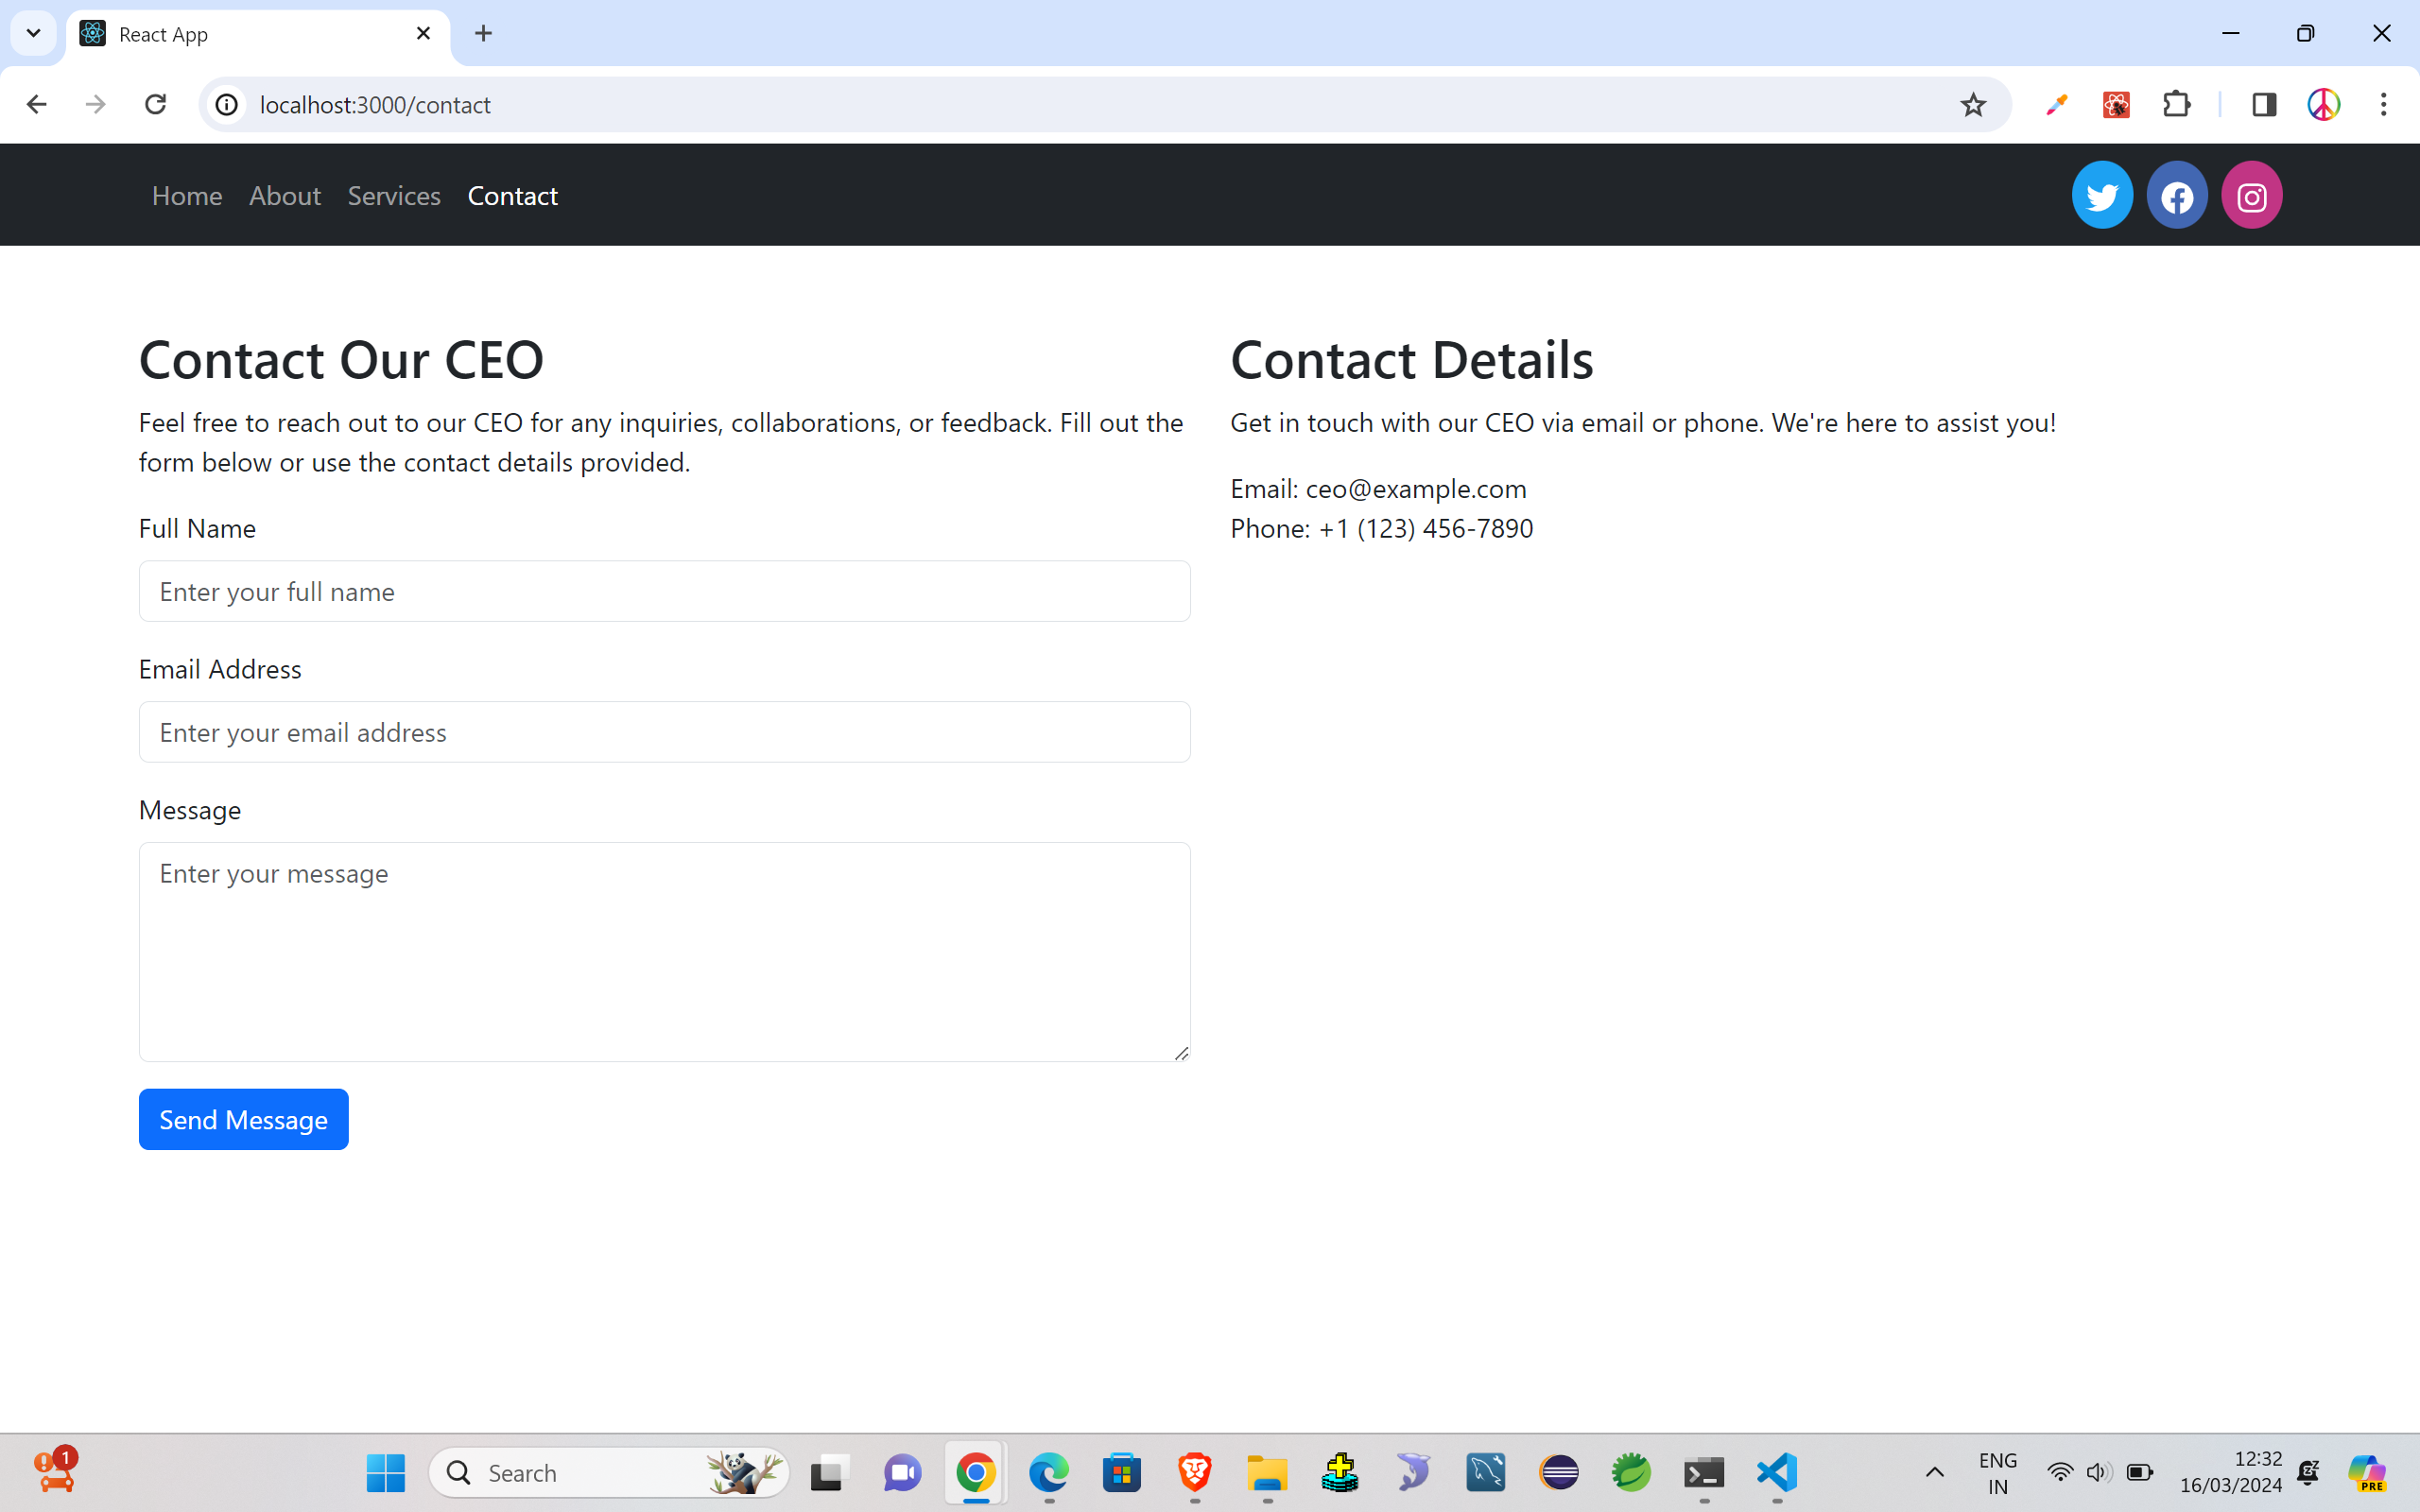 React App
localhost:3000/contact
Home About Services Contact
Contact Our CEO
Feel free to reach out to our CEO for any inquiries, collaborations, or feedback. Fill out the
form below or use the contact details provided.
Full Name
Enter your full name
Email Address
Enter your email address
Message
Enter your message
Send Message
Contact Details
Get in touch with our CEO via email or phone. We're here to assist you!
Email: ceo@example.com
Phone: +1 (123) 456-7890
1
Search
ENG
IN
12:32
16/03/2024
PRE